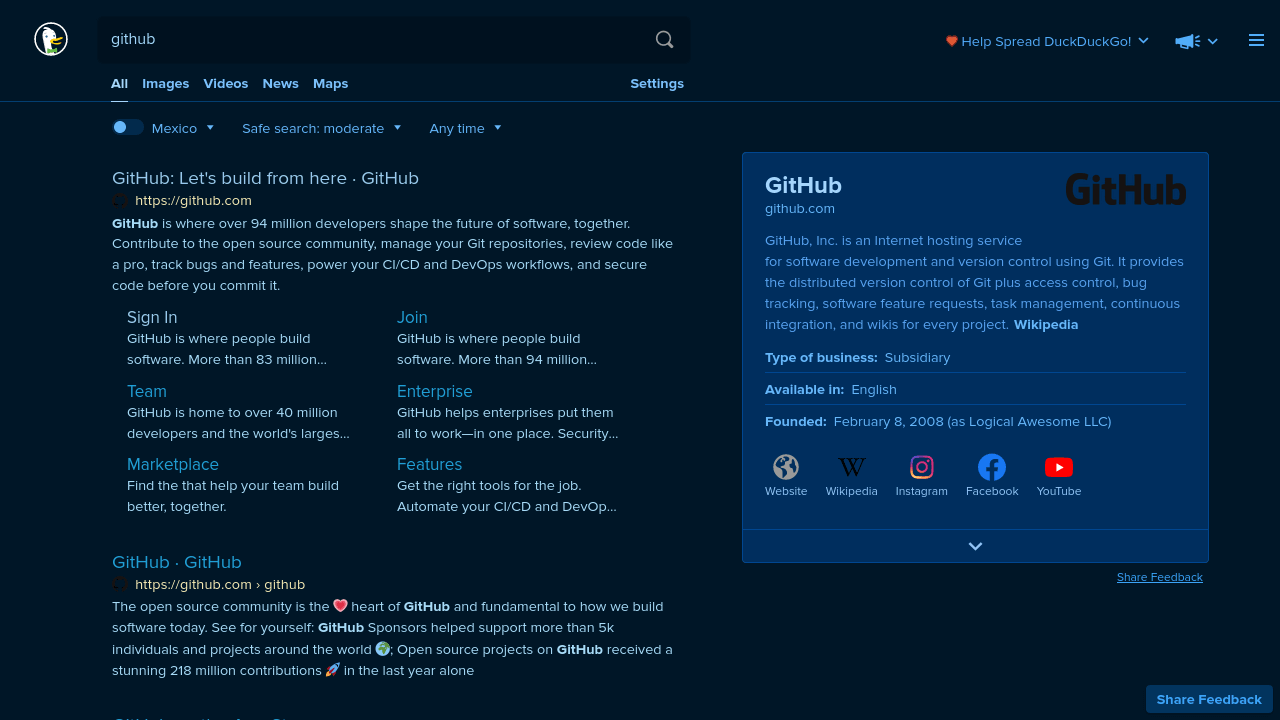 github
Help Spread DuckDuckGo!
All Images Videos News Maps Settings
Mexico Safe search: moderate Any time
GitHub: Let's build from here · GitHub
https://github.com
GitHub is where over 94 million developers shape the future of software, together.
Contribute to the open source community, manage your Git repositories, review code like
a pro, track bugs and features, power your CI/CD and DevOps workflows, and secure
code before you commit it.
Sign In
GitHub is where people build
software. More than 83 million...
Join
GitHub is where people build
software. More than 94 million...
Team
GitHub is home to over 40 million
developers and the world's larges...
Enterprise
GitHub helps enterprises put them
all to work—in one place. Security...
Marketplace
Find the that help your team build
better, together.
Features
Get the right tools for the job.
Automate your CI/CD and DevOp...
GitHub · GitHub
https://github.com › github
The open source community is the 💗 heart of GitHub and fundamental to how we build
software today. See for yourself: GitHub Sponsors helped support more than 5k
individuals and projects around the world 🌍; Open source projects on GitHub received a
stunning 218 million contributions 🚀 in the last year alone
GitHub
GitHub
github.com
GitHub, Inc. is an Internet hosting service
for software development and version control using Git. It provides
the distributed version control of Git plus access control, bug
tracking, software feature requests, task management, continuous
integration, and wikis for every project. Wikipedia
Type of business: Subsidiary
Available in: English
Founded: February 8, 2008 (as Logical Awesome LLC)
W
Website Wikipedia Instagram Facebook YouTube
Share Feedback
Share Feedback